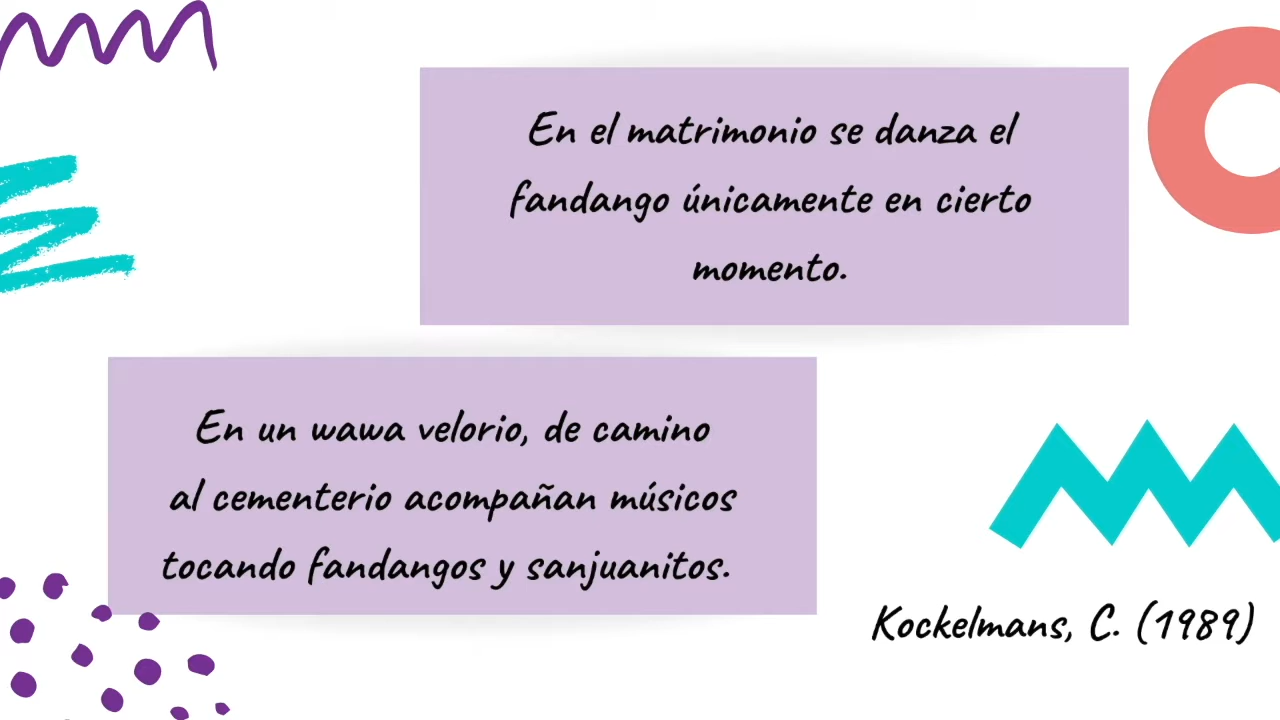 En el matrimonio se danza el
fandango únicamente en cierto
momento.
En un wawa velorio, de camino
al cementerio acompañan músicos
tocando fandangos y sanjuanitos.
Kockelmans, C. (1989)